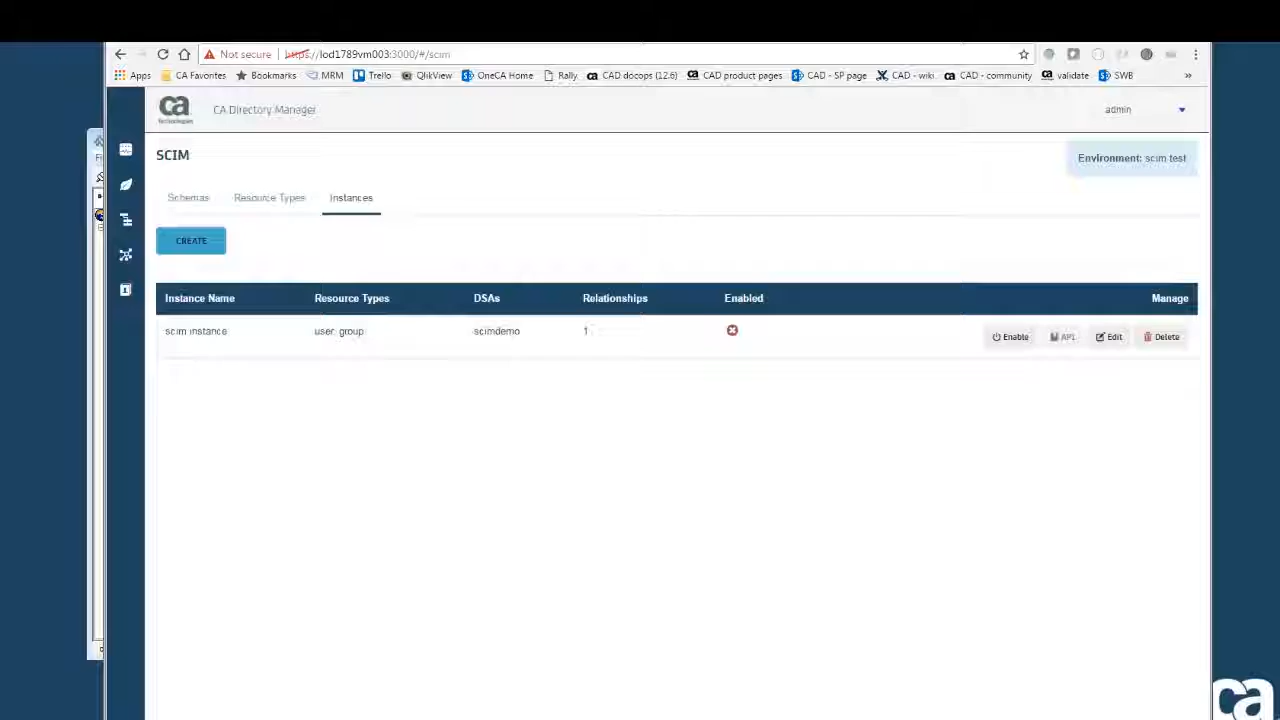 Not secure | https://lod1789vm003:3000/#/scim
Apps CA Favorites Bookmarks MRM Trello QlikView OneCA Home Rally CAD docops (12.6) CAD product pages CAD - SP page CAD - wiki CAD - community validate SWB »
ca technologies CA Directory Manager admin
SCIM
Environment: scim test
Schemas Resource Types Instances
CREATE
Instance Name Resource Types DSAs Relationships Enabled Manage
scim instance user, group scimdemo 1 Enable API Edit Delete
ca